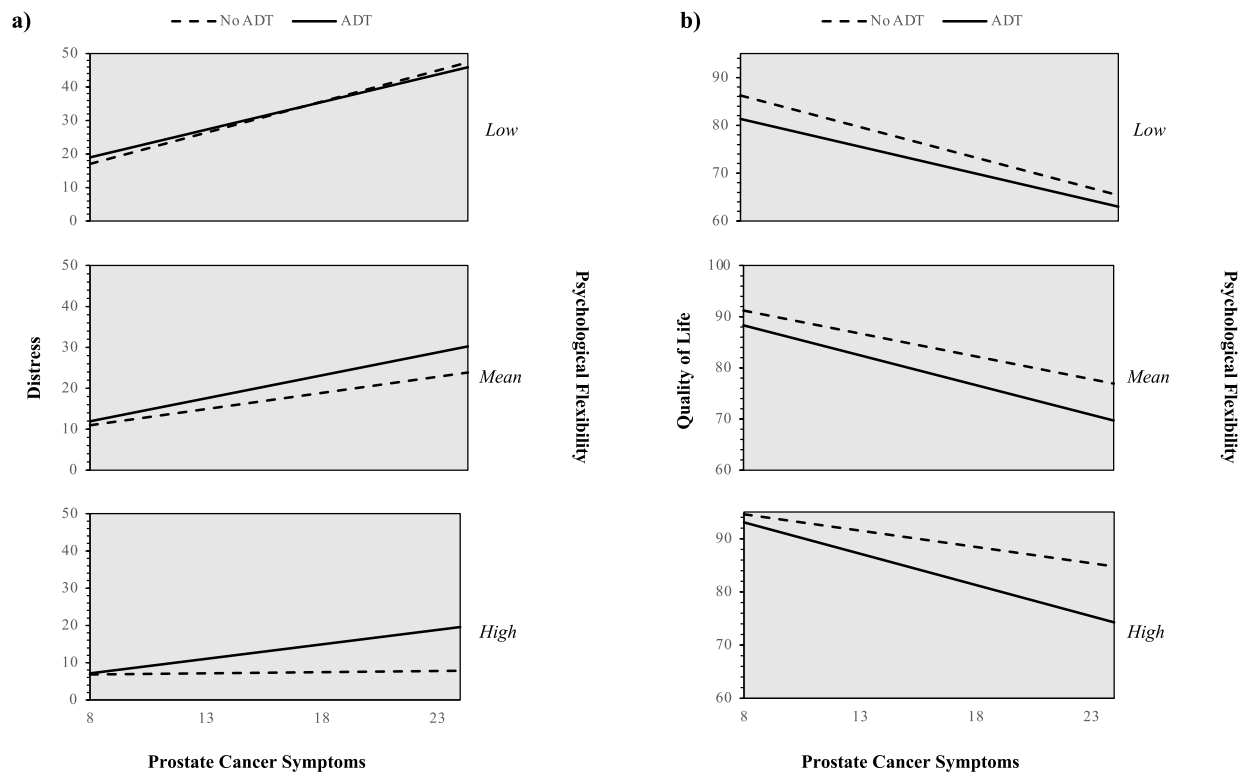 a)
No ADT
ADT
50
40
30
20
10
0
Low
50
40
30
20
10
0
Mean
50
40
30
20
10
0
High
8
13
18
23
Distress
Psychological Flexibility
Prostate Cancer Symptoms
b)
No ADT
ADT
90
80
70
60
Low
100
90
80
70
60
Mean
90
80
70
60
High
8
13
18
23
Quality of Life
Psychological Flexibility
Prostate Cancer Symptoms